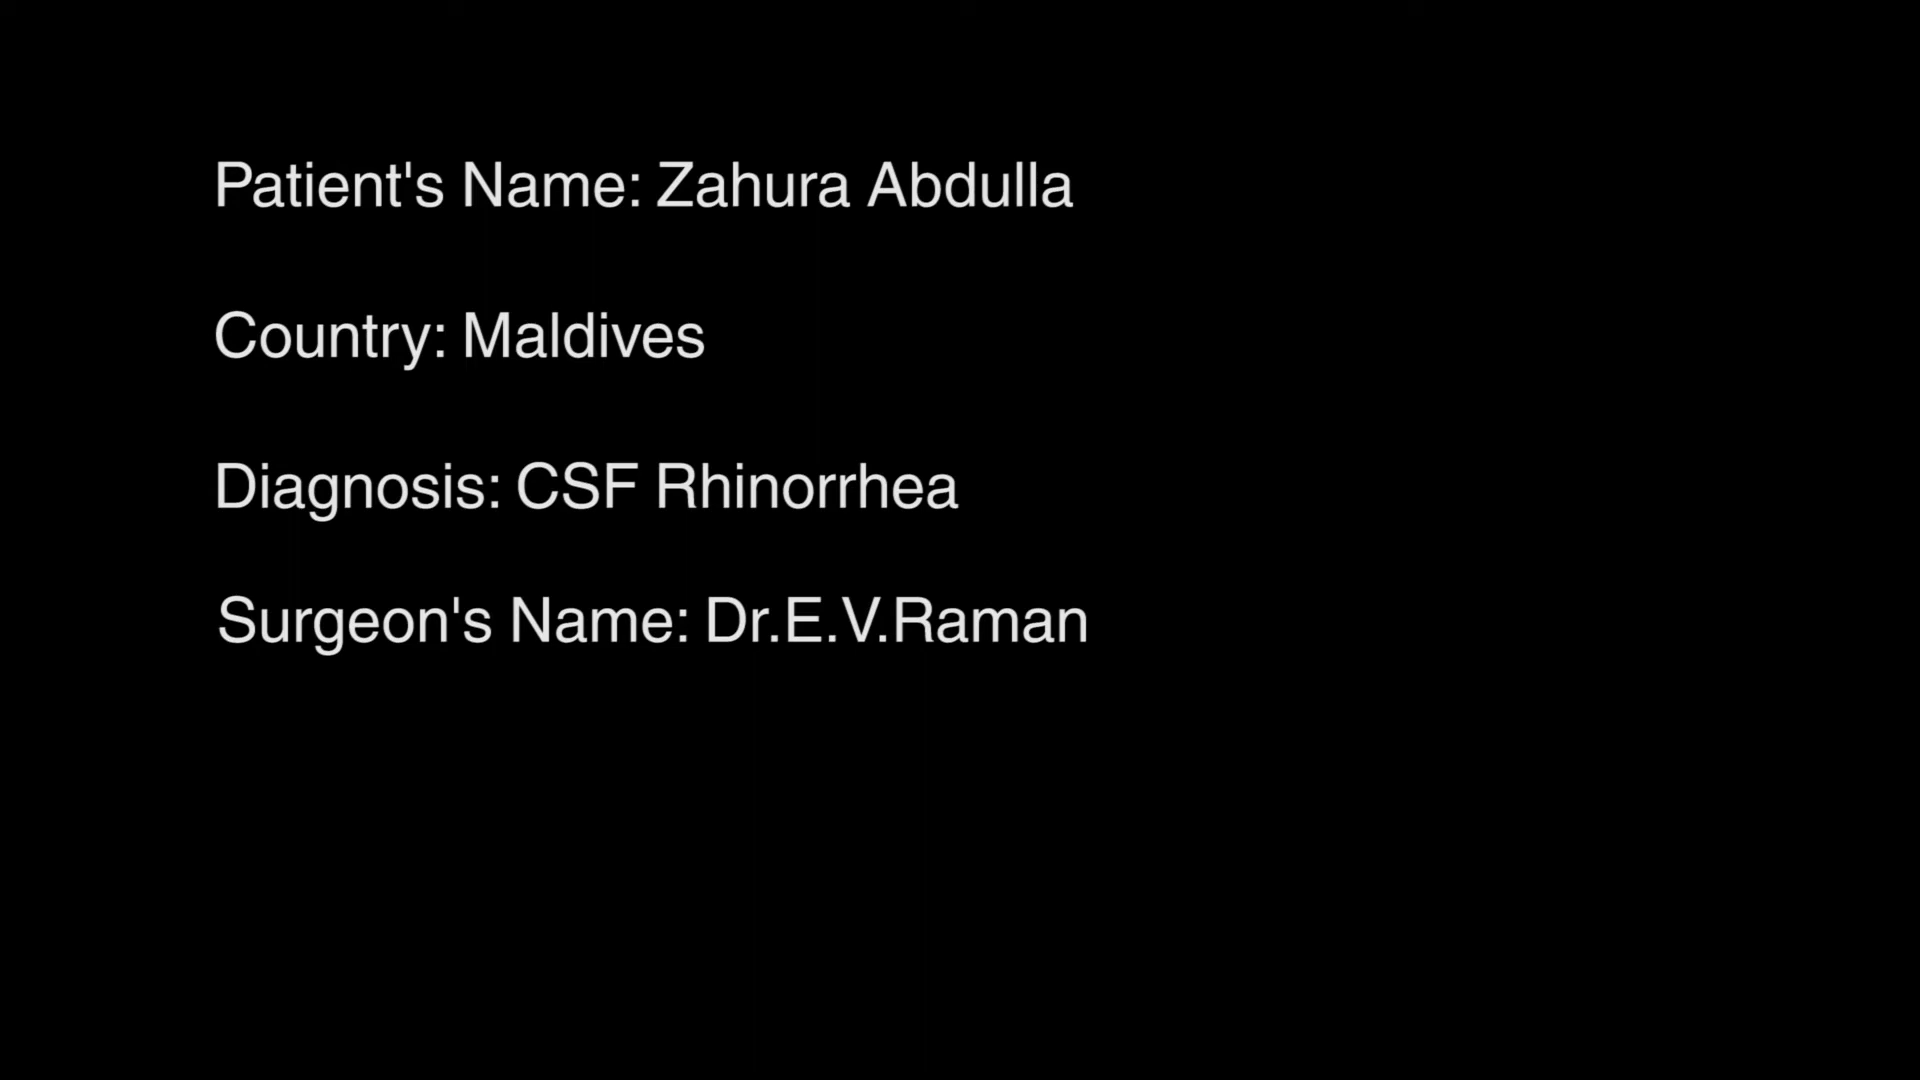 Patient's Name: Zahura Abdulla
Country: Maldives
Diagnosis: CSF Rhinorrhea
Surgeon's Name: Dr.E.V.Raman